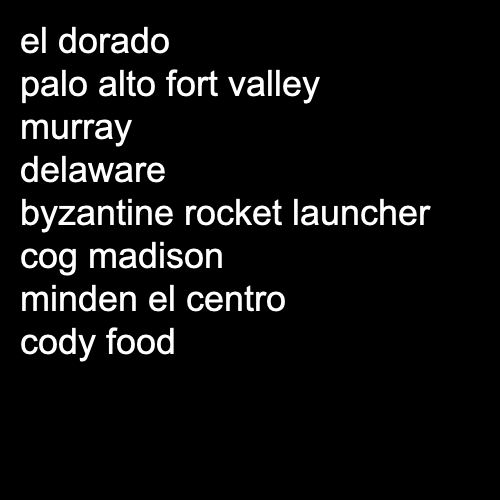 el dorado
palo alto fort valley
murray
delaware
byzantine rocket launcher
cog madison
minden el centro
cody food